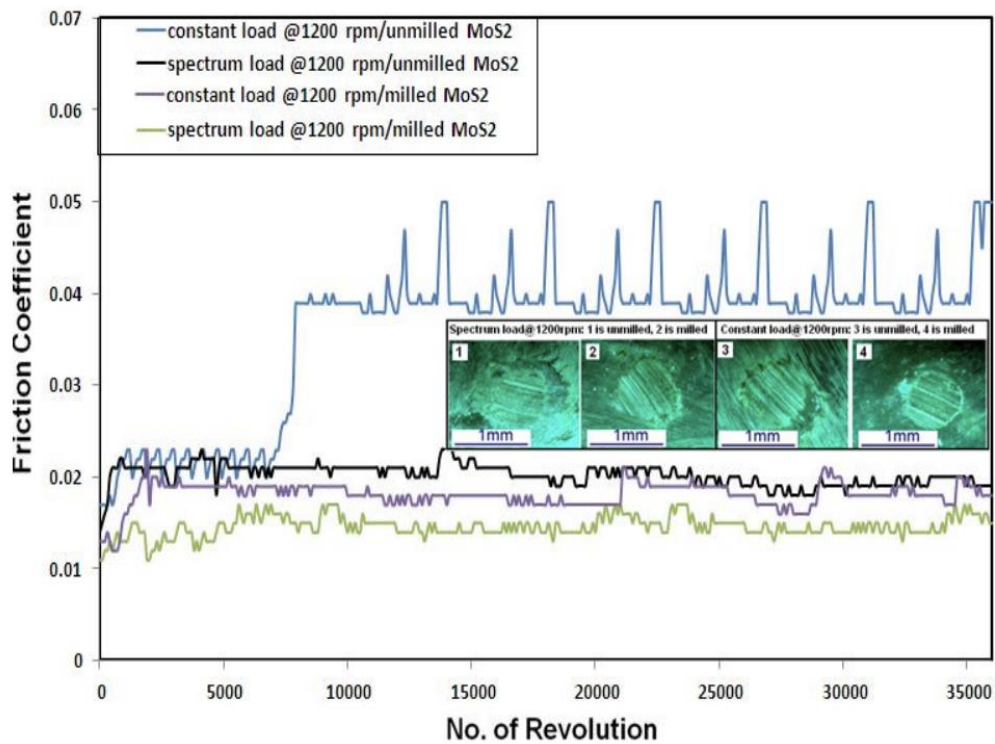 0.07
0.06
0.05
0.04
0.03
0.02
0.01
0
Friction Coefficient
constant load @1200 rpm/unmilled MoS2
spectrum load @1200 rpm/unmilled MoS2
constant load @1200 rpm/milled MoS2
spectrum load @1200 rpm/milled MoS2
Spectrum load@1200rpm: 1 is unmilled, 2 is milled
Constant load@1200rpm: 3 is unmilled, 4 is milled
1
2
3
4
1mm
1mm
1mm
1mm
0 5000 10000 15000 20000 25000 30000 35000
No. of Revolution